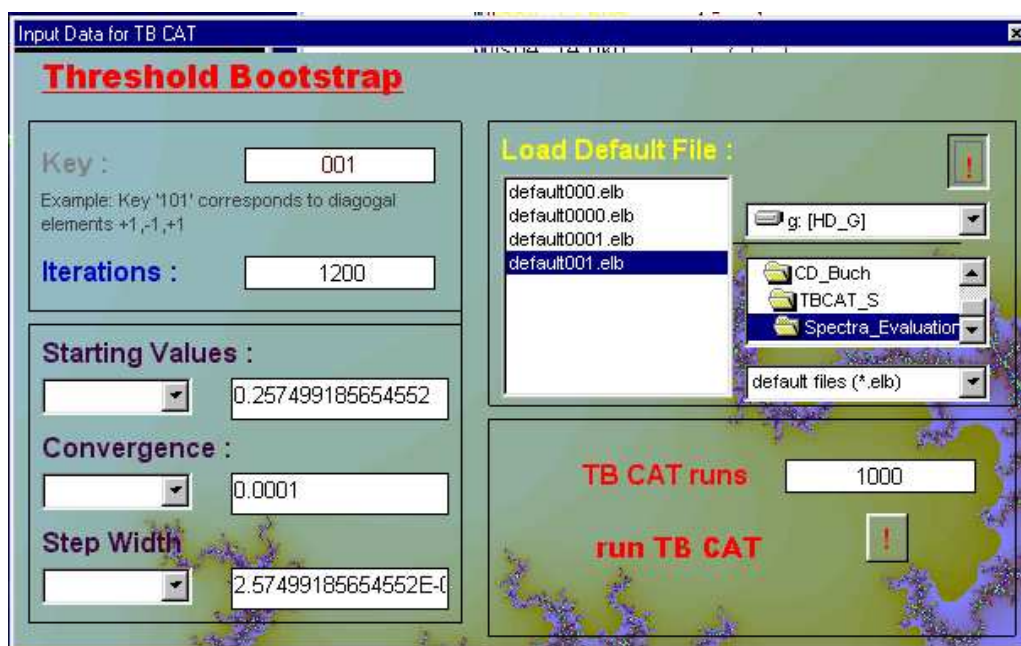 Input Data for TB CAT
Threshold Bootstrap
Key :
001
Example: Key '101' corresponds to diagogal
elements +1,-1,+1
Iterations :
1200
Starting Values :
0.257499185654552
Convergence :
0.0001
Step Width
2.57499185654552E-0
Load Default File :
!
default000.elb
default0000.elb
default0001.elb
default001.elb
g: [HD_G]
CD_Buch
TBCAT_S
Spectra_Evaluation
default files (*.elb)
TB CAT runs
1000
run TB CAT
!